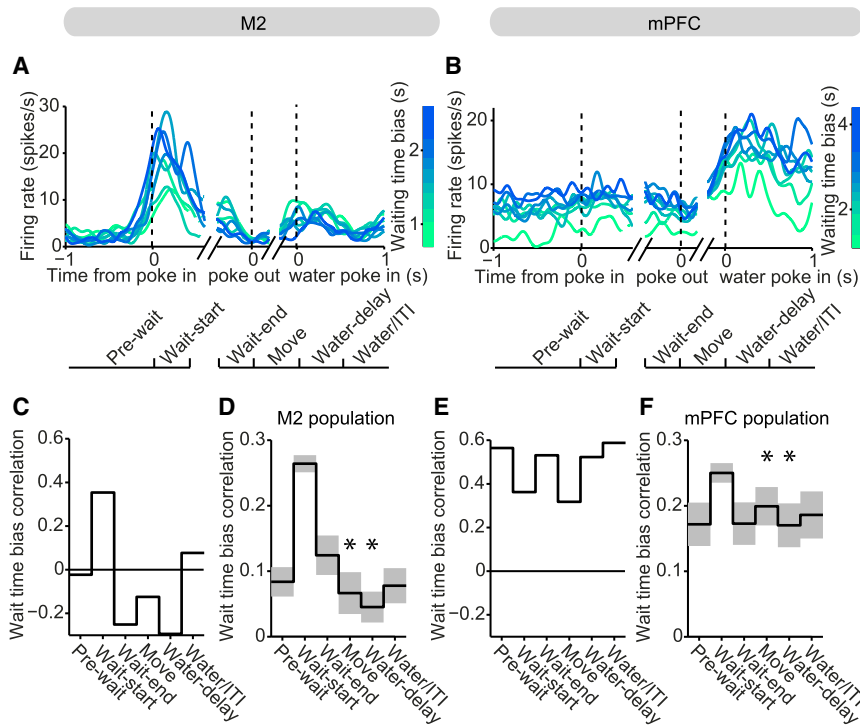 M2
mPFC
A
B
Firing rate (spikes/s)
30
20
10
0
−1
0
0
0
1
Time from poke in
poke out
water poke in (s)
Waiting time bias (s)
2
1
Firing rate (spikes/s)
20
10
0
−1
0
0
0
1
Time from poke in
poke out
water poke in (s)
Waiting time bias (s)
4
2
Pre-wait
Wait-start
Wait-end
Move
Water-delay
Water/ITI
Pre-wait
Wait-start
Wait-end
Move
Water-delay
Water/ITI
C
D
E
F
Wait time bias correlation
0.6
0.4
0.2
0
−0.2
Pre-wait
Wait-start
Wait-end
Move
Water-delay
Water/ITI
M2 population
Wait time bias correlation
0.3
0.2
0.1
0
* *
Pre-wait
Wait-start
Wait-end
Move
Water-delay
Water/ITI
Wait time bias correlation
0.6
0.4
0.2
0
−0.2
Pre-wait
Wait-start
Wait-end
Move
Water-delay
Water/ITI
mPFC population
Wait time bias correlation
0.3
0.2
0.1
0
* *
Pre-wait
Wait-start
Wait-end
Move
Water-delay
Water/ITI